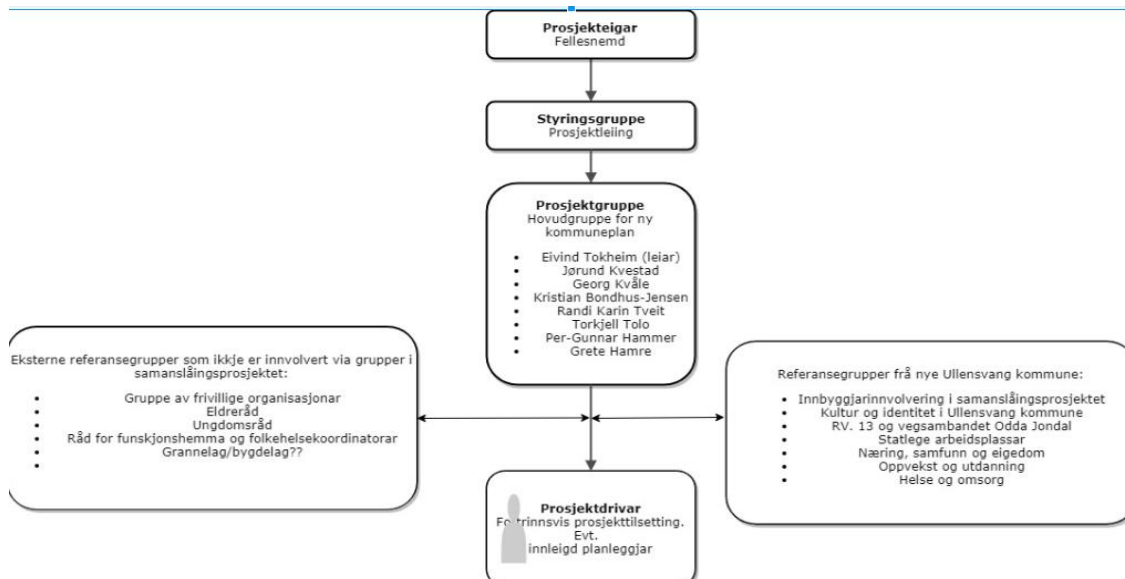 Prosjekteigar
Fellesnemd
Styringsgruppe
Prosjektleiing
Prosjektgruppe
Hovudgruppe for ny
kommuneplan
Eivind Tokheim (leiar)
Jørund Kvestad
Georg Kvåle
Kristian Bondhus-Jensen
Randi Karin Tveit
Torkjell Tolo
Per-Gunnar Hammer
Grete Hamre
Eksterne referansegrupper som ikkje er innvolvert via grupper i
samanslåingsprosjektet:
Gruppe av frivillige organisasjonar
Eldreråd
Ungdomsråd
Råd for funskjonshemma og folkehelsekoordinatorar
Grannelag/bygdelag??
Referansegrupper frå nye Ullensvang kommune:
Innbyggjarinnvolvering i samanslåingsprosjektet
Kultur og identitet i Ullensvang kommune
RV. 13 og vegsambandet Odda Jondal
Statlege arbeidsplassar
Næring, samfunn og eigedom
Oppvekst og utdanning
Helse og omsorg
Prosjektdrivar
Fortrinnsvis prosjekttilsetting.
Evt.
innleigd planleggjar